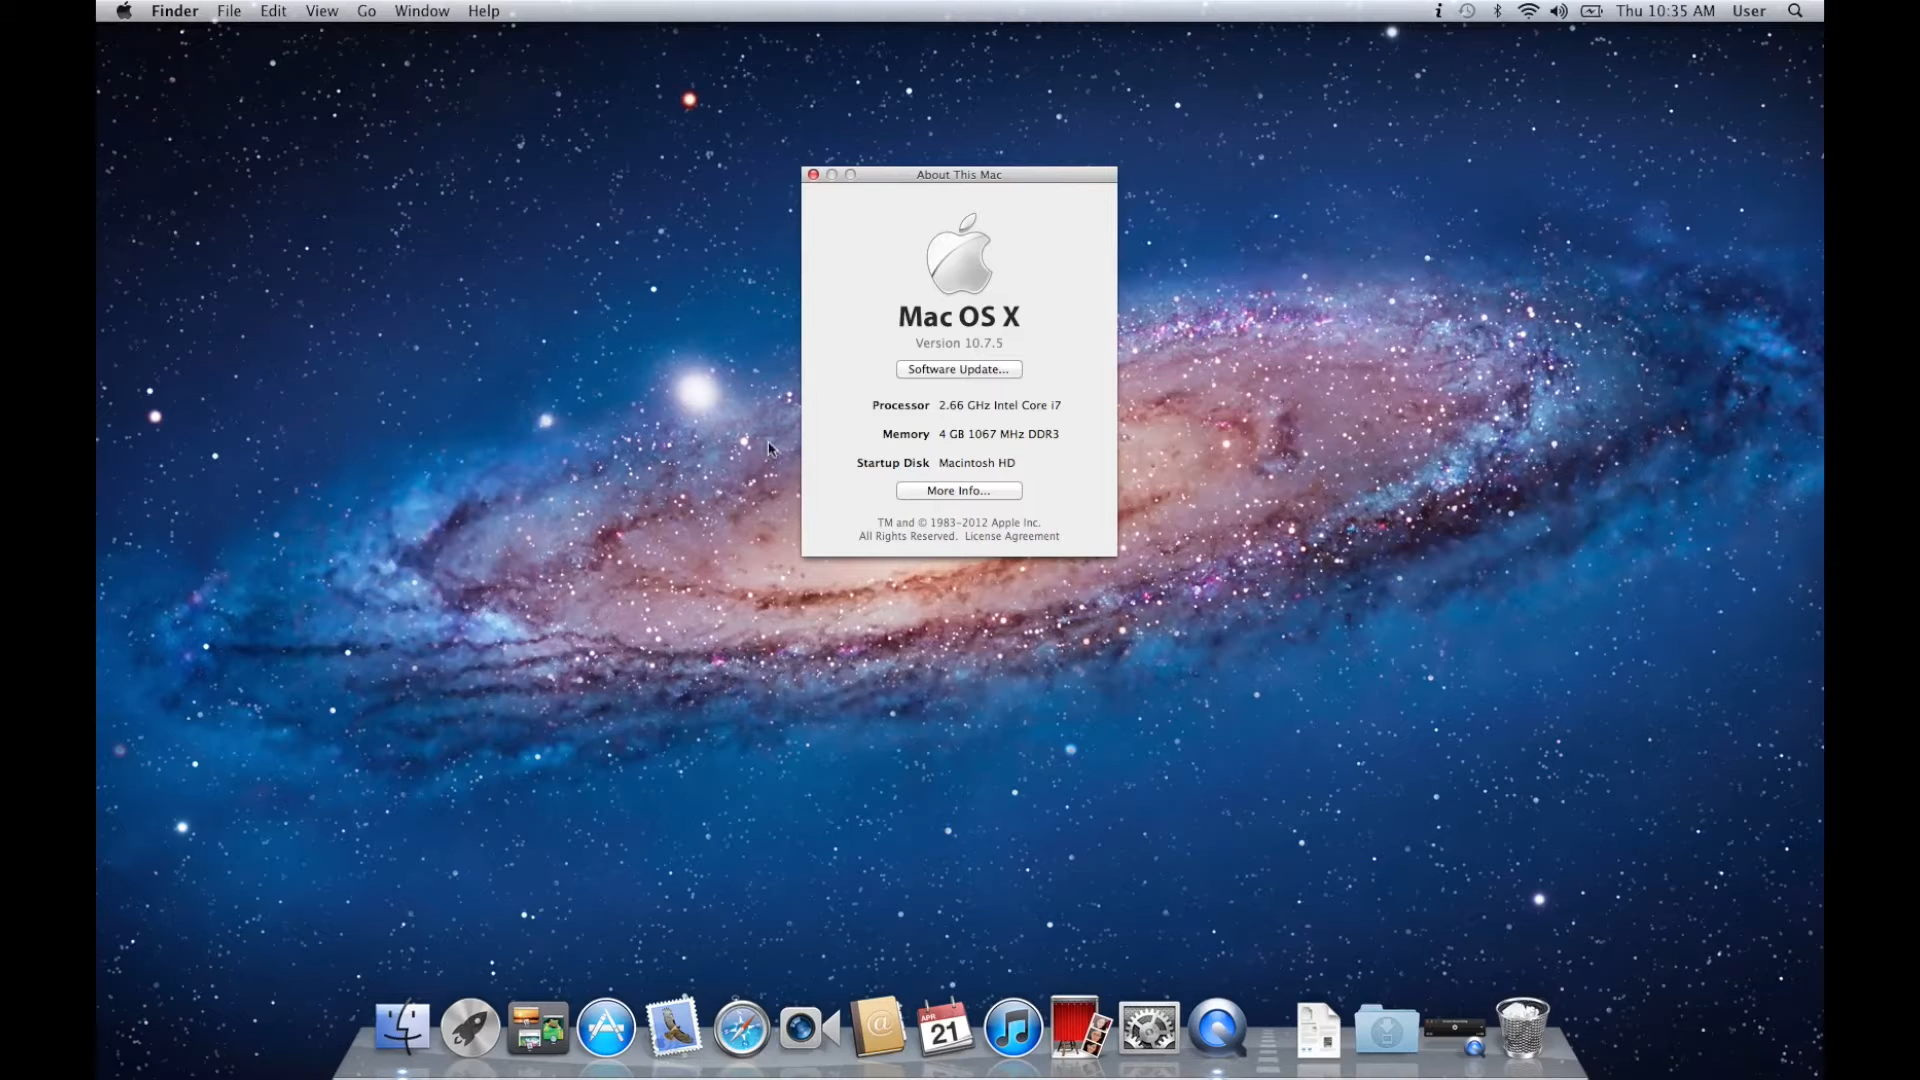 Finder File Edit View Go Window Help
Thu 10:35 AM User
About This Mac
Mac OS X
Version 10.7.5
Software Update...
Processor 2.66 GHz Intel Core i7
Memory 4 GB 1067 MHz DDR3
Startup Disk Macintosh HD
More Info...
TM and © 1983–2012 Apple Inc.
All Rights Reserved. License Agreement
@
APR
21